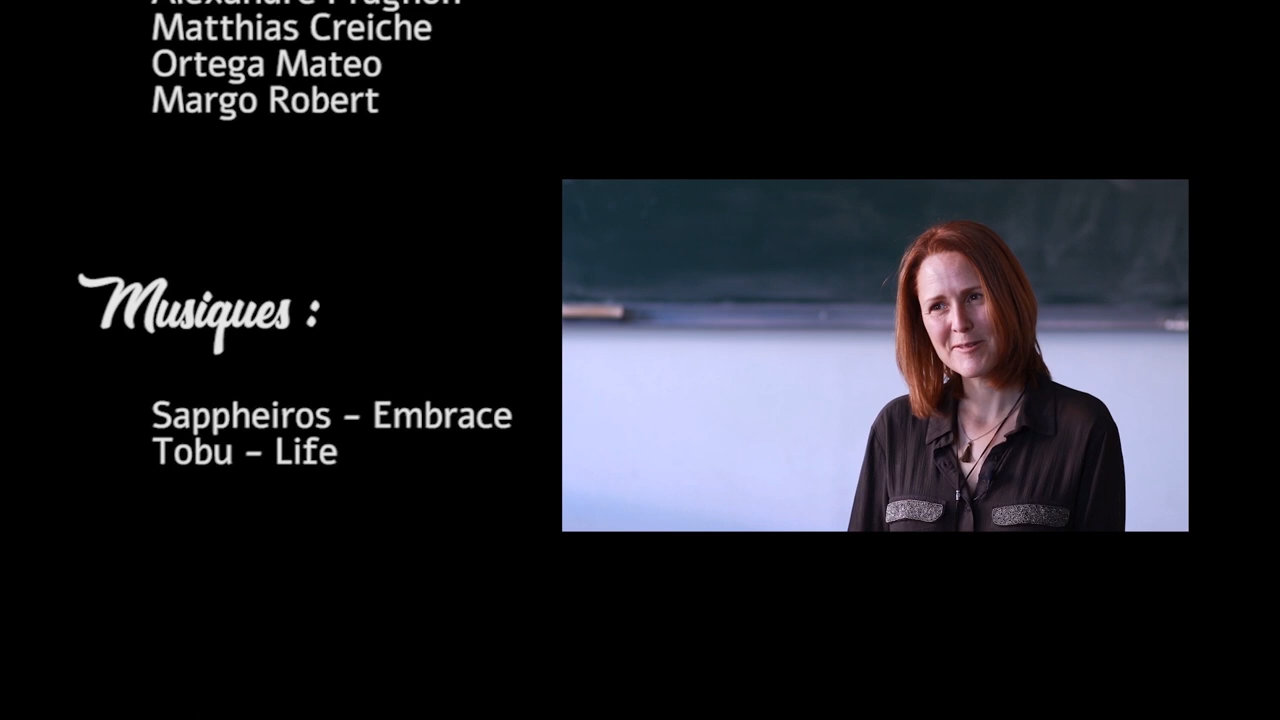 Matthias Creiche
Ortega Mateo
Margo Robert
Musiques :
Sappheiros - Embrace
Tobu - Life